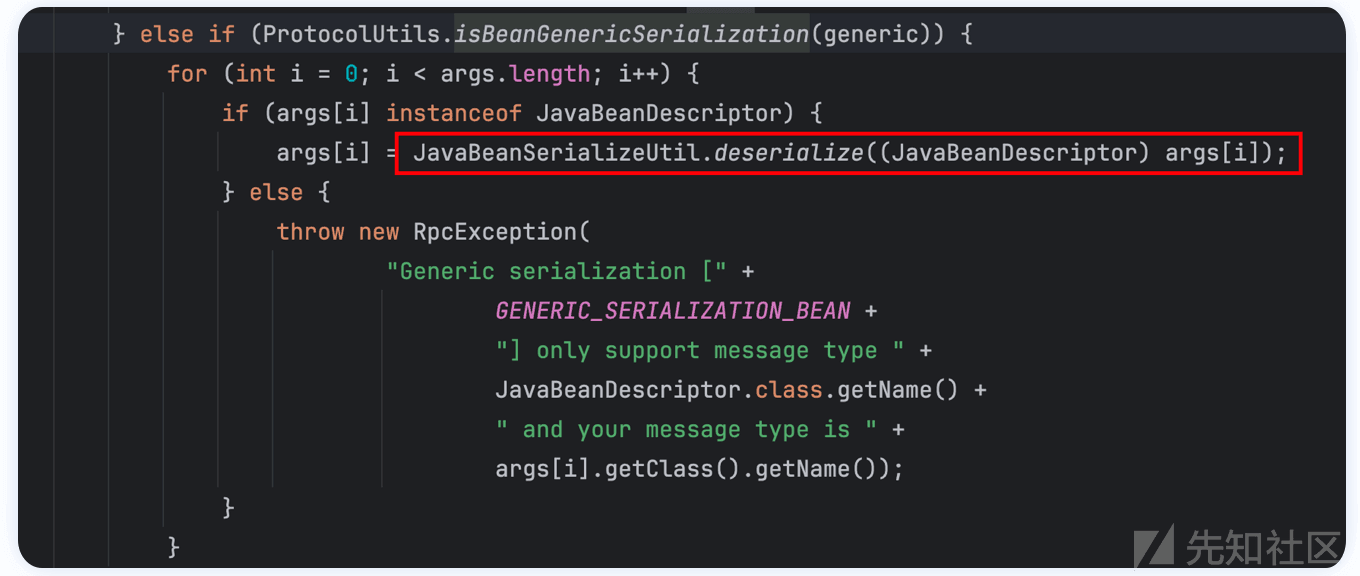 } else if (ProtocolUtils.isBeanGenericSerialization(generic)) {
for (int i = 0; i < args.length; i++) {
if (args[i] instanceof JavaBeanDescriptor) {
args[i] = JavaBeanSerializeUtil.deserialize((JavaBeanDescriptor) args[i]);
} else {
throw new RpcException(
"Generic serialization [" +
GENERIC_SERIALIZATION_BEAN +
"] only support message type " +
JavaBeanDescriptor.class.getName() +
" and your message type is " +
args[i].getClass().getName());
}
}
先知社区